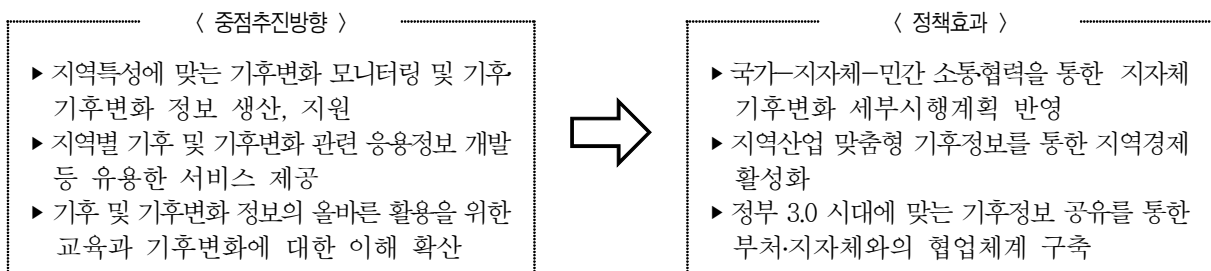 〈 중점추진방향 〉
▶ 지역특성에 맞는 기후변화 모니터링 및 기후·
기후변화 정보 생산, 지원
▶ 지역별 기후 및 기후변화 관련 응용정보 개발
등 유용한 서비스 제공
▶ 기후 및 기후변화 정보의 올바른 활용을 위한
교육과 기후변화에 대한 이해 확산
〈 정책효과 〉
▶ 국가-지자체-민간 소통·협력을 통한 지자체
기후변화 세부시행계획 반영
▶ 지역산업 맞춤형 기후정보를 통한 지역경제
활성화
▶ 정부 3.0 시대에 맞는 기후정보 공유를 통한
부처·지자체와의 협업체계 구축